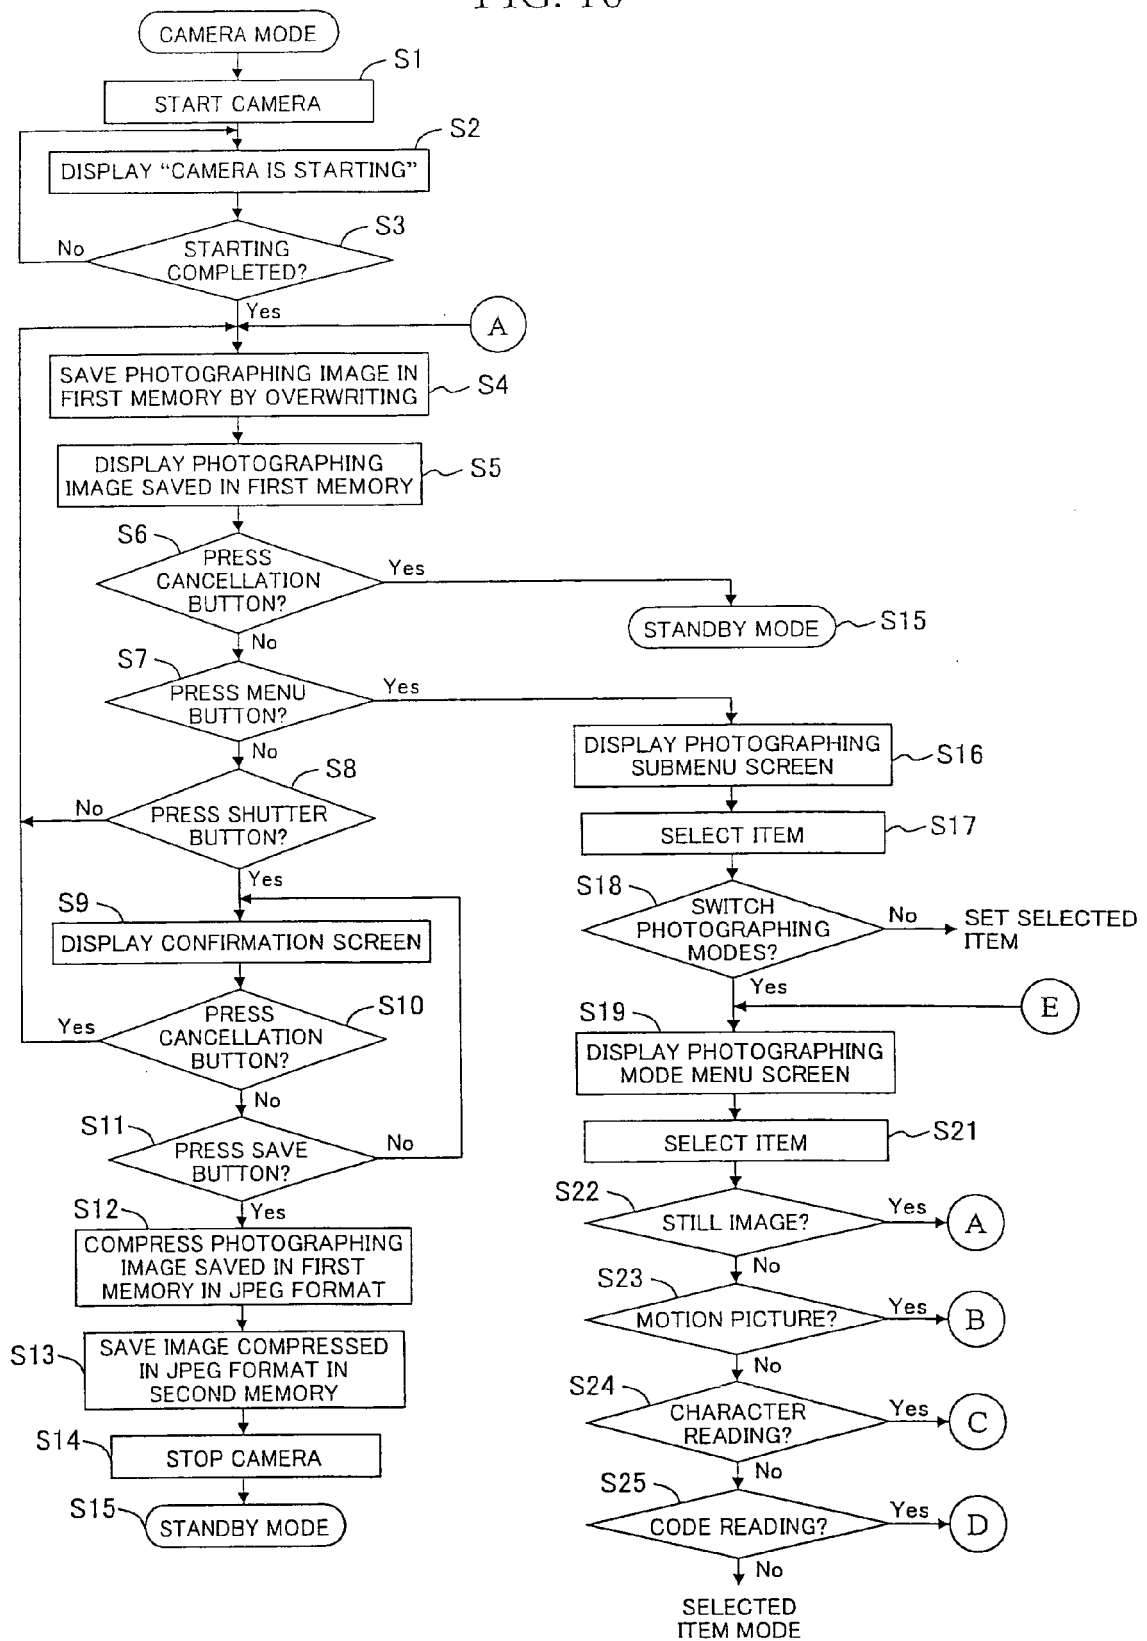 FIG. 10
CAMERA MODE
S1
START CAMERA
S2
DISPLAY “CAMERA IS STARTING”
S3
STARTING
COMPLETED?
No
Yes
A
SAVE PHOTOGRAPHING IMAGE IN
FIRST MEMORY BY OVERWRITING
S4
DISPLAY PHOTOGRAPHING
IMAGE SAVED IN FIRST MEMORY
S5
S6
PRESS
CANCELLATION
BUTTON?
Yes
No
STANDBY MODE
S15
S7
PRESS MENU
BUTTON?
Yes
No
S8
PRESS SHUTTER
BUTTON?
No
Yes
S9
DISPLAY CONFIRMATION SCREEN
S10
PRESS
CANCELLATION
BUTTON?
Yes
No
S11
PRESS SAVE
BUTTON?
No
Yes
S12
COMPRESS PHOTOGRAPHING
IMAGE SAVED IN FIRST
MEMORY IN JPEG FORMAT
S13
SAVE IMAGE COMPRESSED
IN JPEG FORMAT IN
SECOND MEMORY
S14
STOP CAMERA
S15
STANDBY MODE
DISPLAY PHOTOGRAPHING
SUBMENU SCREEN
S16
SELECT ITEM
S17
S18
SWITCH
PHOTOGRAPHING
MODES?
No
SET SELECTED
ITEM
Yes
E
S19
DISPLAY PHOTOGRAPHING
MODE MENU SCREEN
SELECT ITEM
S21
S22
STILL IMAGE?
Yes
A
No
S23
MOTION PICTURE?
Yes
B
No
S24
CHARACTER
READING?
Yes
C
No
S25
CODE READING?
Yes
D
No
SELECTED
ITEM MODE